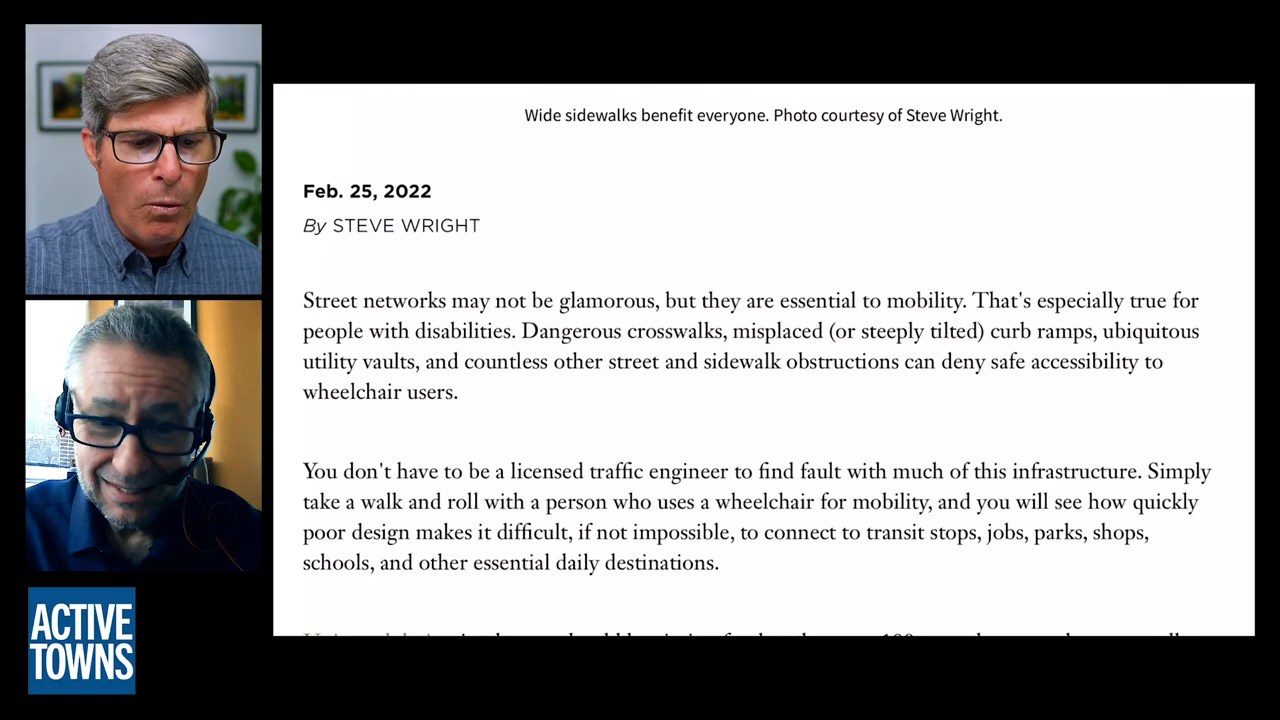 Wide sidewalks benefit everyone. Photo courtesy of Steve Wright.
Feb. 25, 2022
By STEVE WRIGHT
Street networks may not be glamorous, but they are essential to mobility. That's especially true for
people with disabilities. Dangerous crosswalks, misplaced (or steeply tilted) curb ramps, ubiquitous
utility vaults, and countless other street and sidewalk obstructions can deny safe accessibility to
wheelchair users.
You don't have to be a licensed traffic engineer to find fault with much of this infrastructure. Simply
take a walk and roll with a person who uses a wheelchair for mobility, and you will see how quickly
poor design makes it difficult, if not impossible, to connect to transit stops, jobs, parks, shops,
schools, and other essential daily destinations.
ACTIVE
TOWNS